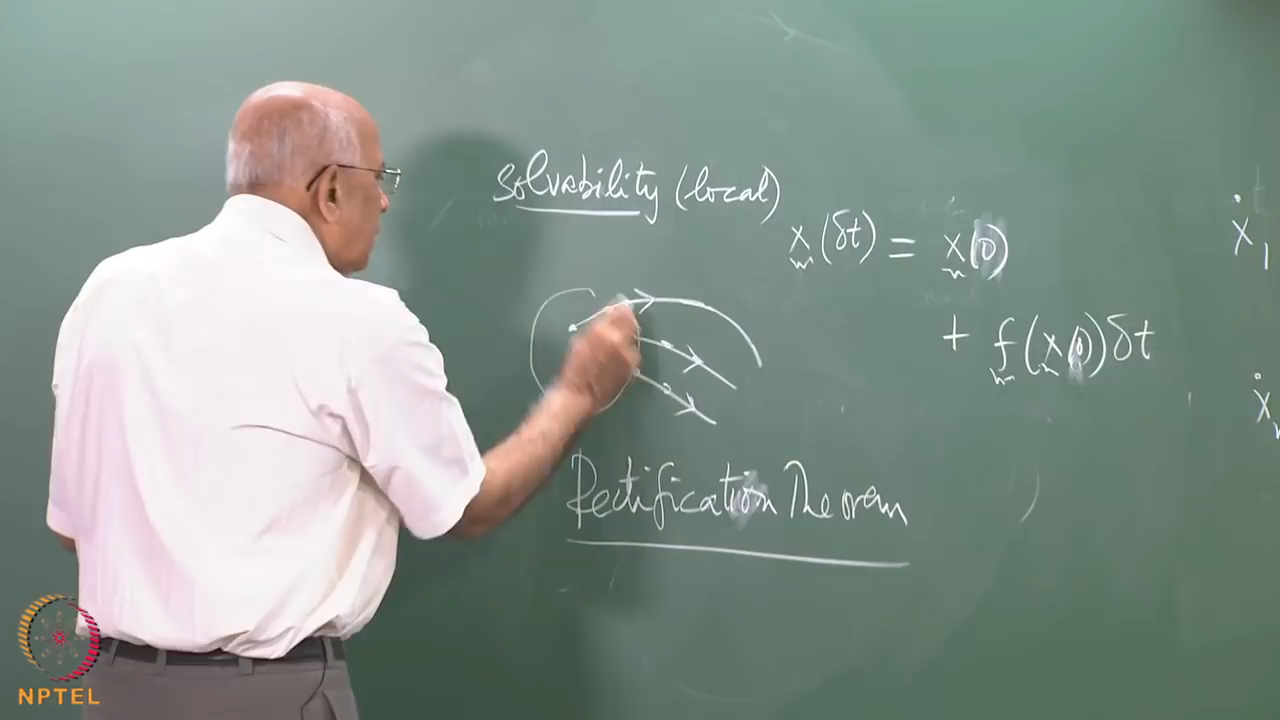 Solvability (local)
x(δt) = x(0)
+ f(x(0))δt
Rectification Theorem
ẋ₁
ẋ
NPTEL